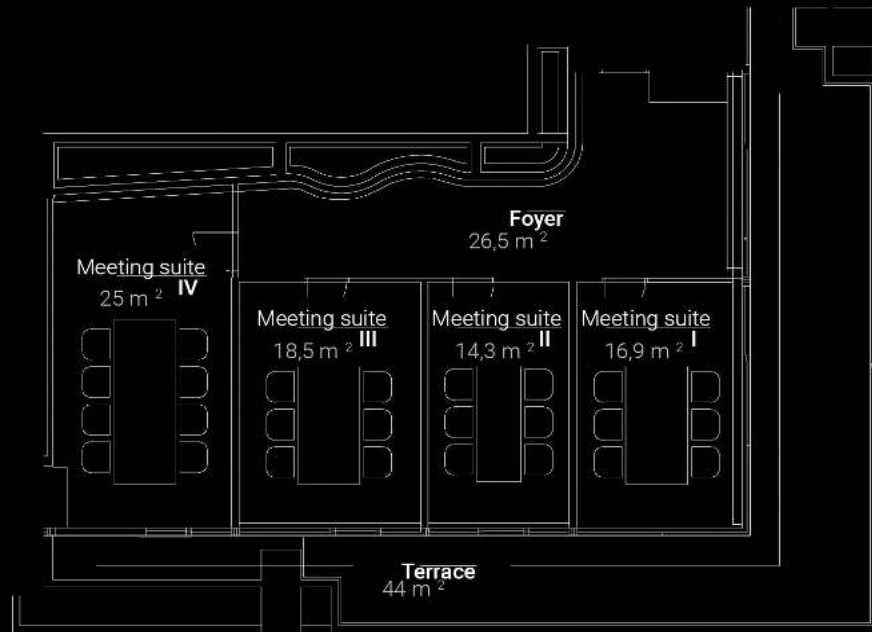 Foyer
26,5 m ²
Meeting suite IV
25 m ²
Meeting suite III
18,5 m ²
Meeting suite II
14,3 m ²
Meeting suite I
16,9 m ²
Terrace
44 m ²